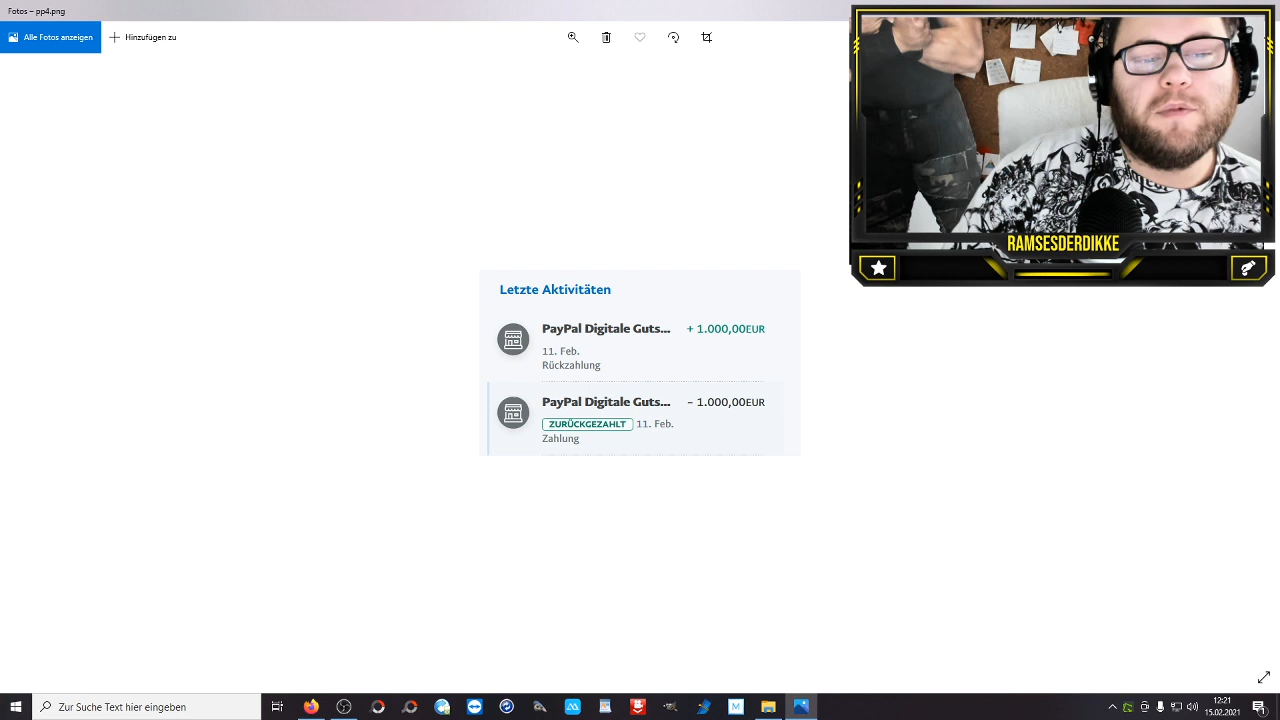 Fotos – pp4.png
Alle Fotos anzeigen
Hinzufügen zu
RAMSESDERDIKKE
Letzte Aktivitäten
PayPal Digitale Guts... + 1.000,00EUR
11. Feb.
Rückzahlung
PayPal Digitale Guts... – 1.000,00EUR
ZURÜCKGEZAHLT 11. Feb.
Zahlung
Zur Suche Text hier eingeben
12:21
15.02.2021